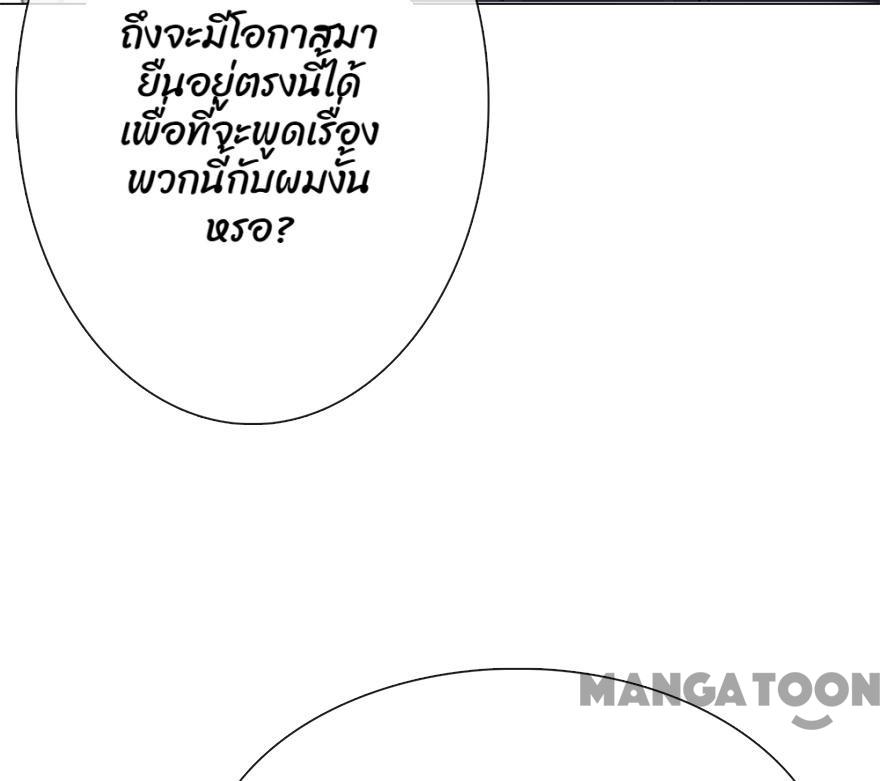 ถึงจะมีโอกาสมา
ยืนอยู่ตรงนี้ได้
เพื่อที่จะพูดเรื่อง
พวกนี้กับผมงั้น
หรอ?
MANGATOON